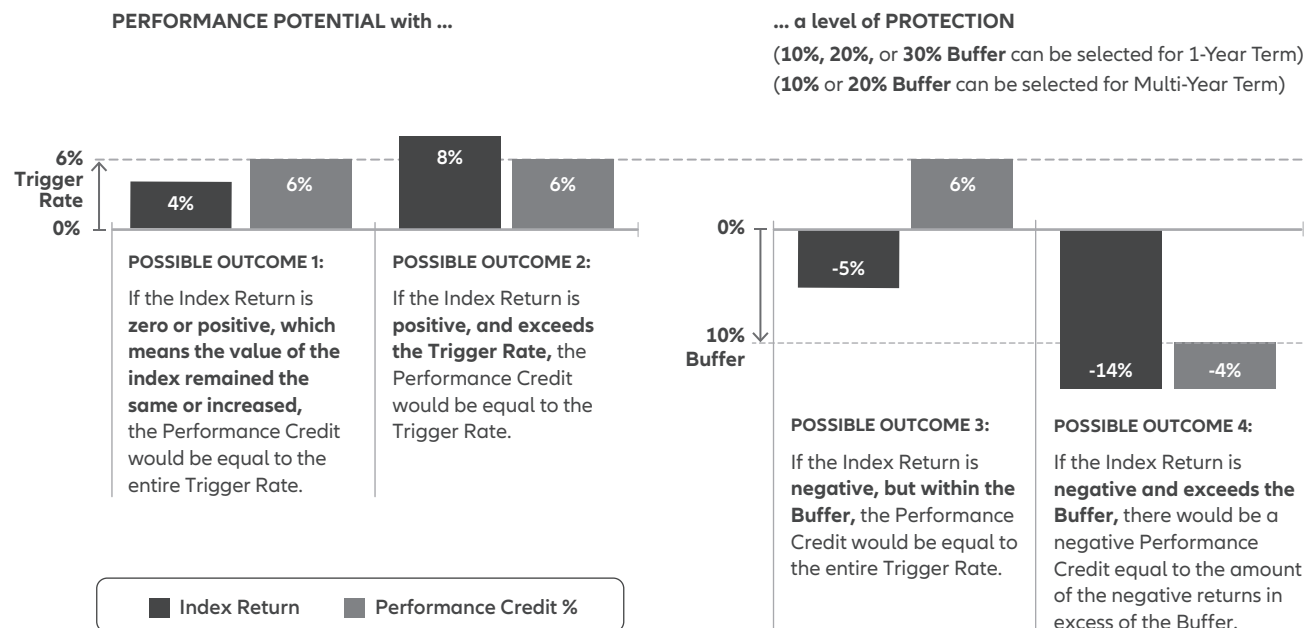 PERFORMANCE POTENTIAL with ...
... a level of PROTECTION
(10%, 20%, or 30% Buffer can be selected for 1-Year Term)
(10% or 20% Buffer can be selected for Multi-Year Term)
6%
Trigger
Rate
0%
4%
6%
8%
6%
POSSIBLE OUTCOME 1:
If the Index Return is
zero or positive, which
means the value of the
index remained the
same or increased,
the Performance Credit
would be equal to the
entire Trigger Rate.
POSSIBLE OUTCOME 2:
If the Index Return is
positive, and exceeds
the Trigger Rate, the
Performance Credit
would be equal to the
Trigger Rate.
0%
10%
Buffer
-5%
6%
-14%
-4%
POSSIBLE OUTCOME 3:
If the Index Return is
negative, but within the
Buffer, the Performance
Credit would be equal to
the entire Trigger Rate.
POSSIBLE OUTCOME 4:
If the Index Return is
negative and exceeds the
Buffer, there would be a
negative Performance
Credit equal to the amount
of the negative returns in
excess of the Buffer.
Index Return
Performance Credit %